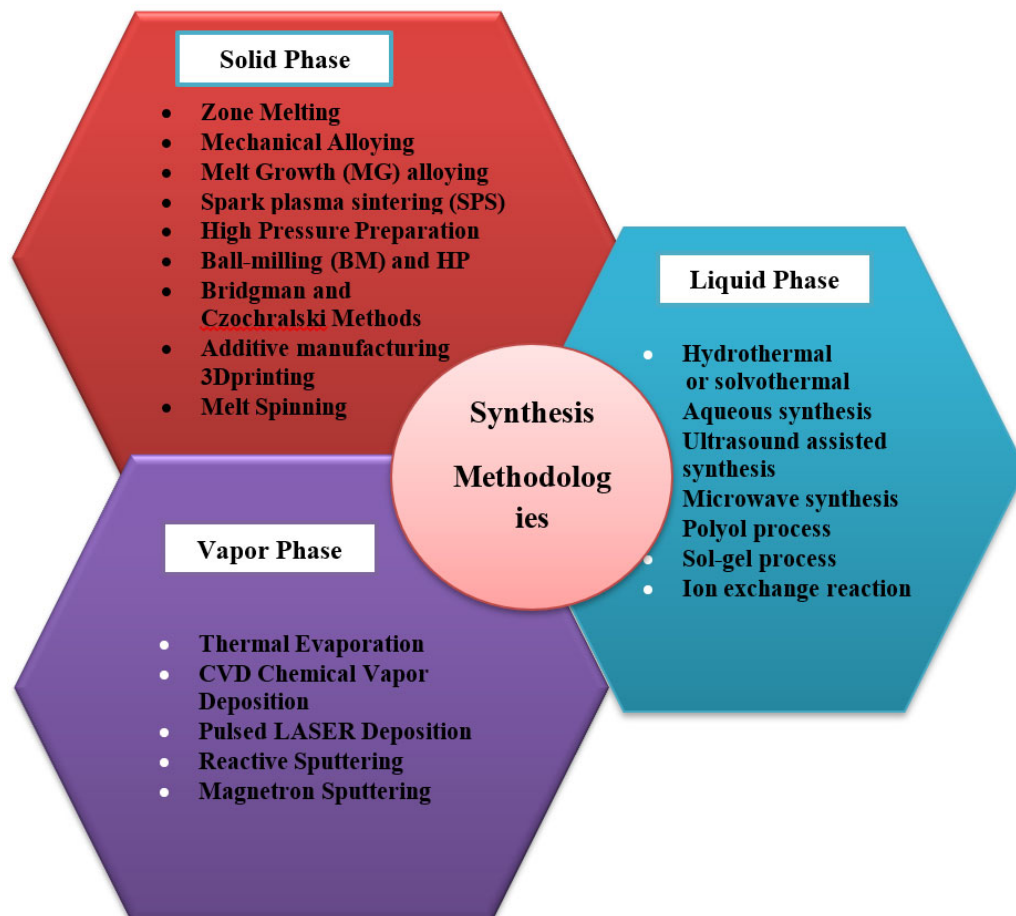 Solid Phase
• Zone Melting
• Mechanical Alloying
• Melt Growth (MG) alloying
• Spark plasma sintering (SPS)
• High Pressure Preparation
• Ball-milling (BM) and HP
• Bridgman and
Czochralski Methods
• Additive manufacturing
3Dprinting
• Melt Spinning
Liquid Phase
• Hydrothermal
or solvothermal
Aqueous synthesis
Ultrasound assisted
synthesis
Microwave synthesis
Polyol process
• Sol-gel process
• Ion exchange reaction
Synthesis
Methodolog
ies
Vapor Phase
• Thermal Evaporation
• CVD Chemical Vapor
Deposition
• Pulsed LASER Deposition
• Reactive Sputtering
• Magnetron Sputtering